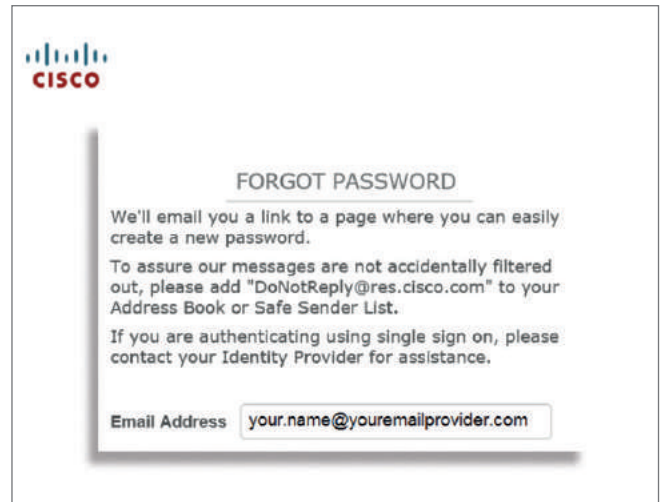 CISCO
FORGOT PASSWORD
We'll email you a link to a page where you can easily
create a new password.
To assure our messages are not accidentally filtered
out, please add "DoNotReply@res.cisco.com" to your
Address Book or Safe Sender List.
If you are authenticating using single sign on, please
contact your Identity Provider for assistance.
Email Address your.name@youremailprovider.com